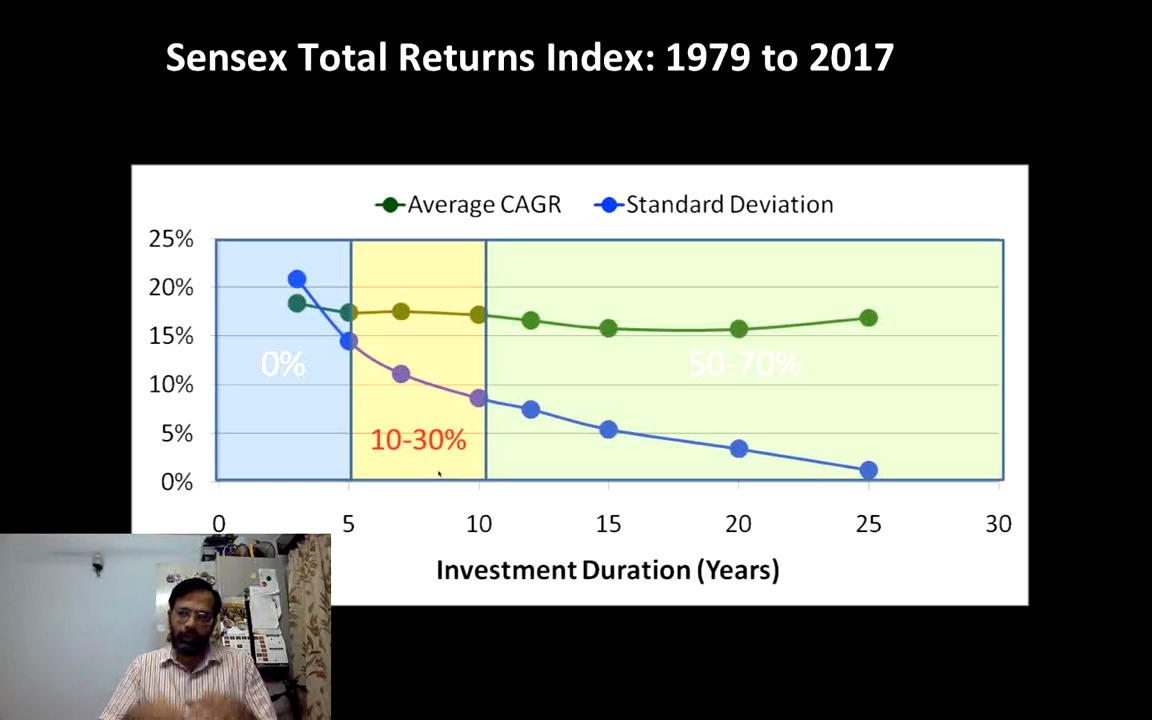 Sensex Total Returns Index: 1979 to 2017
Average CAGR Standard Deviation
25%
20%
15%
10%
5%
0%
0% 10-30% 50-70%
0 5 10 15 20 25 30
Investment Duration (Years)